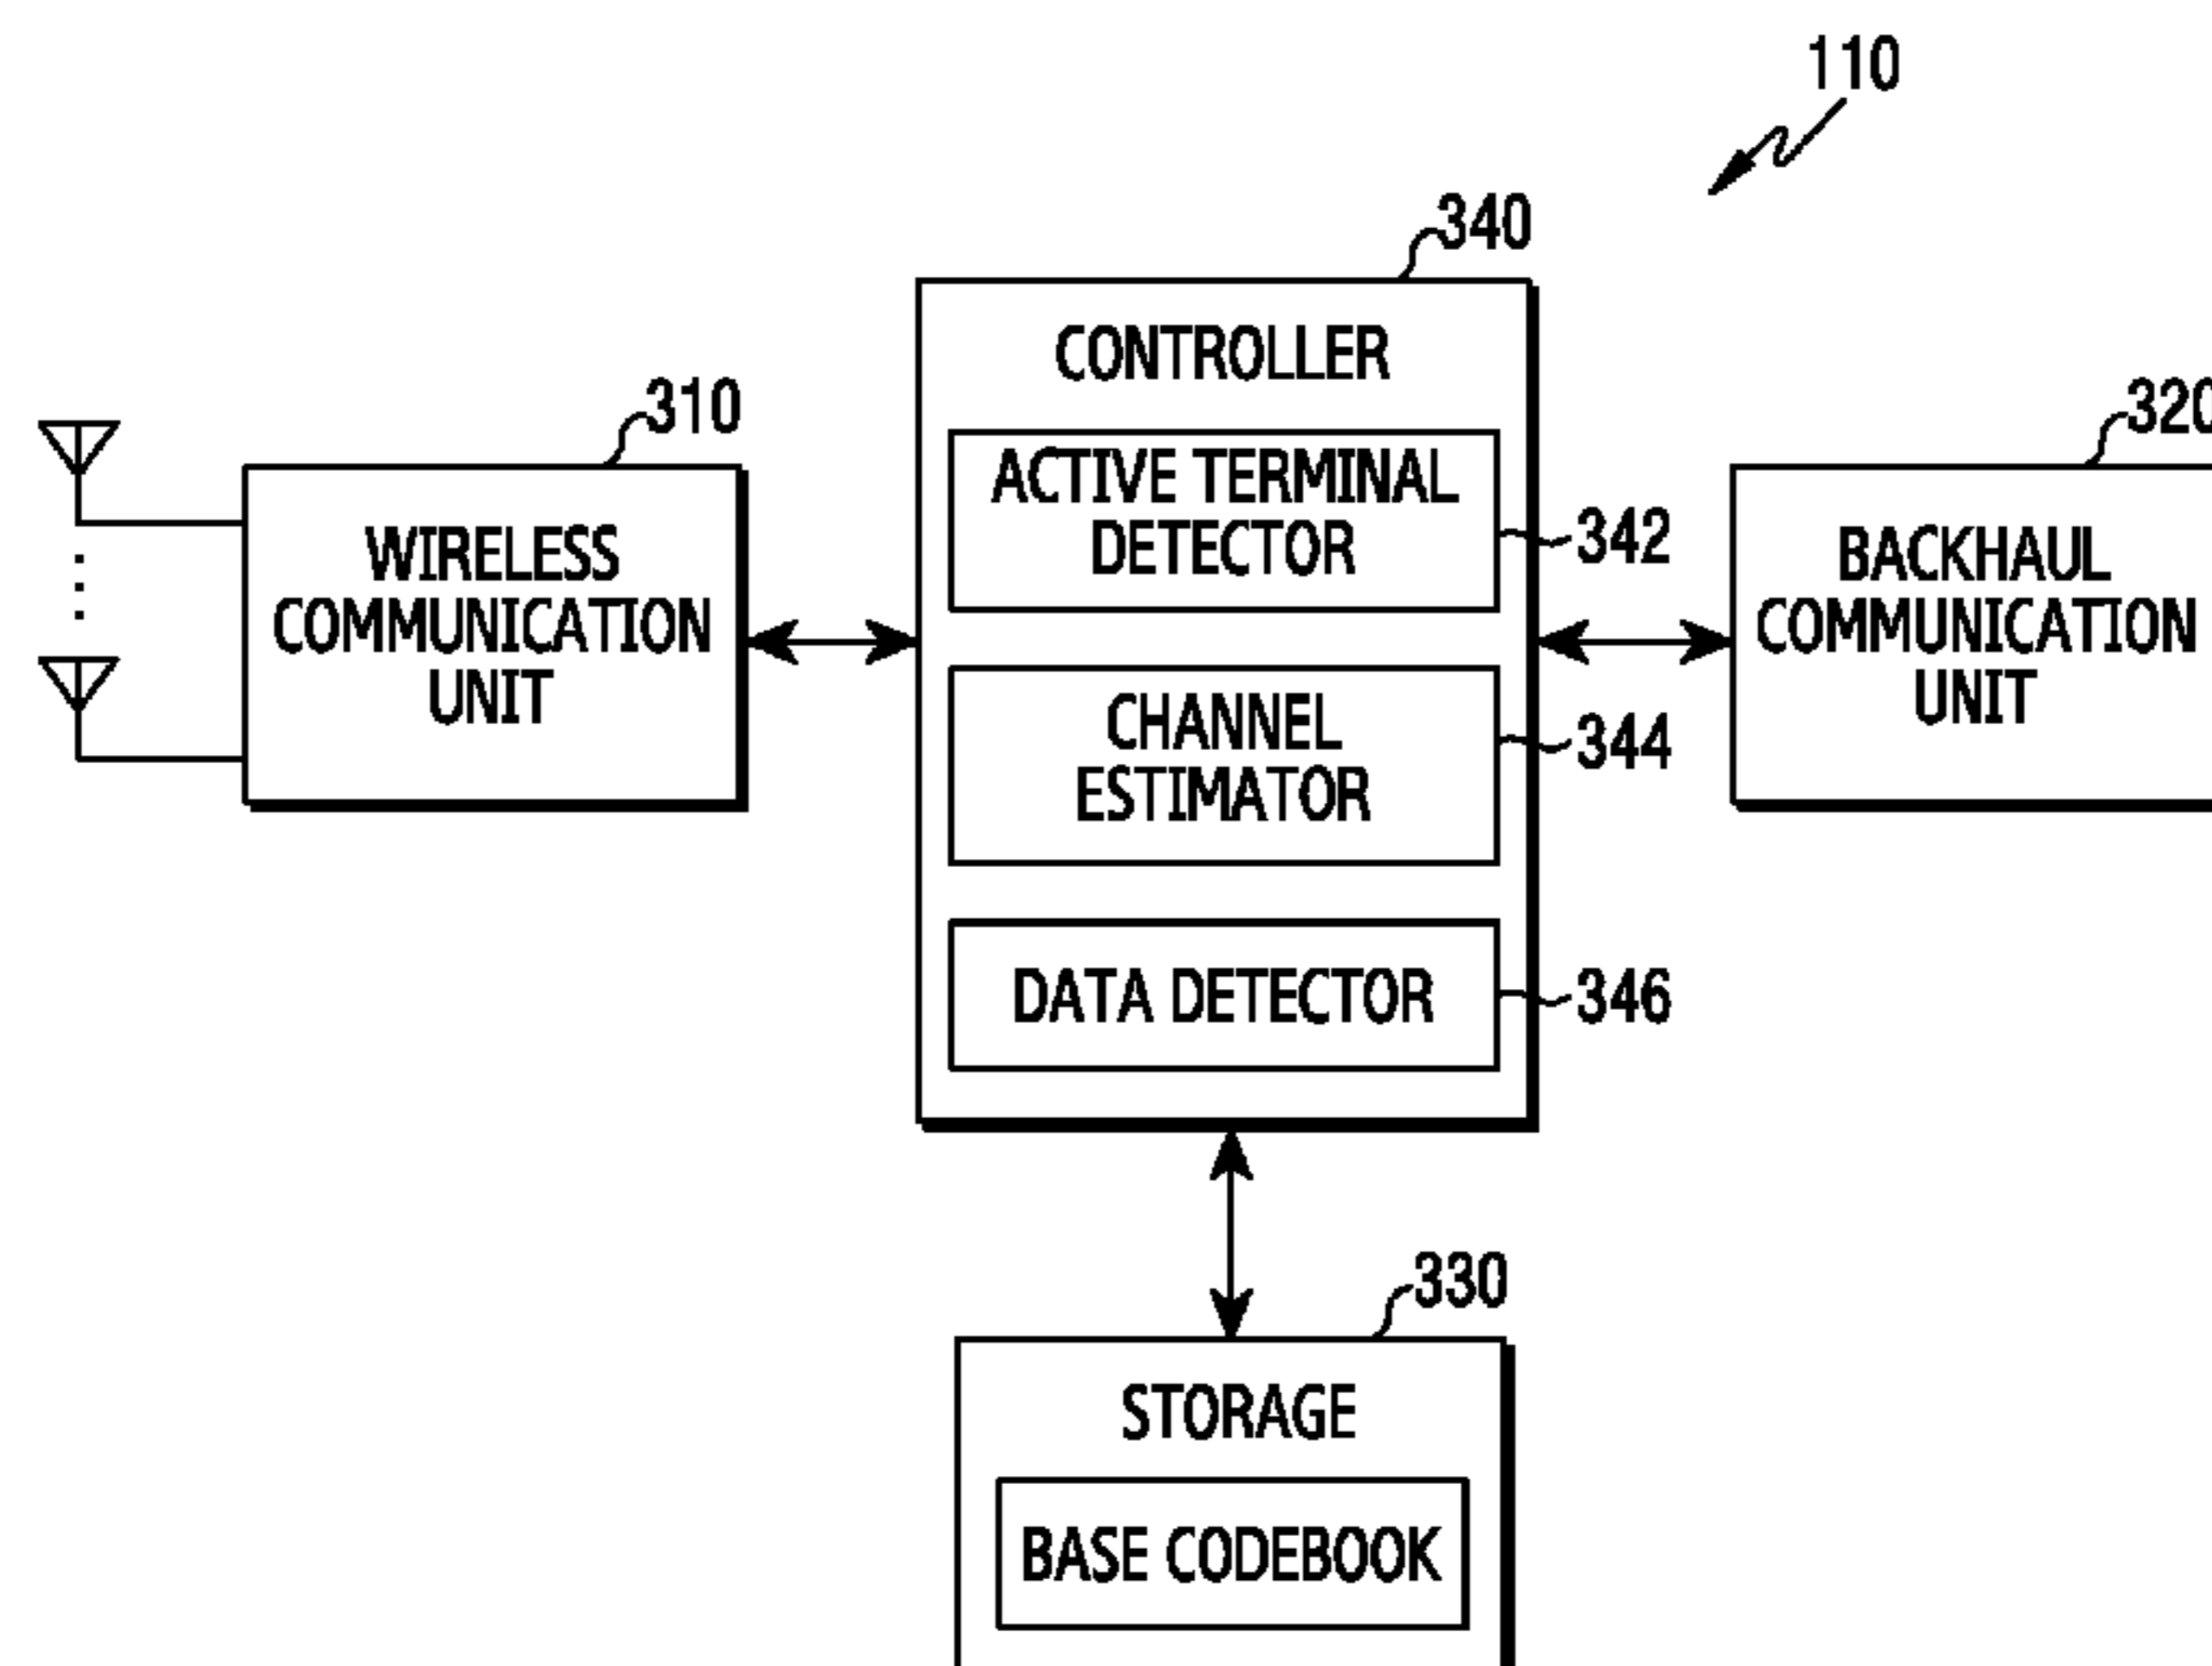 110
340
CONTROLLER
310
320
ACTIVE TERMINAL
DETECTOR
342
WIRELESS
COMMUNICATION
UNIT
BACKHAUL
COMMUNICATION
UNIT
CHANNEL
ESTIMATOR
344
DATA DETECTOR
346
330
STORAGE
BASE CODEBOOK